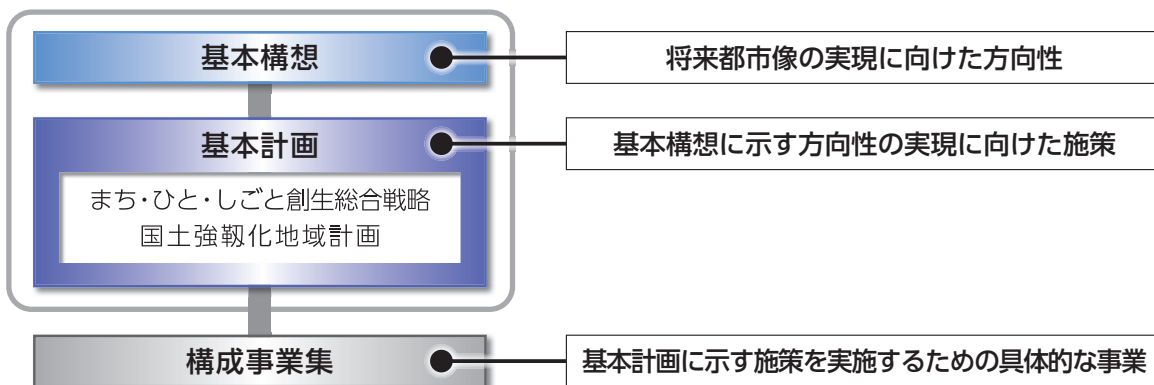 基本構想
将来都市像の実現に向けた方向性
基本計画
基本構想に示す方向性の実現に向けた施策
まち・ひと・しごと創生総合戦略
国土強靱化地域計画
構成事業集
基本計画に示す施策を実施するための具体的な事業